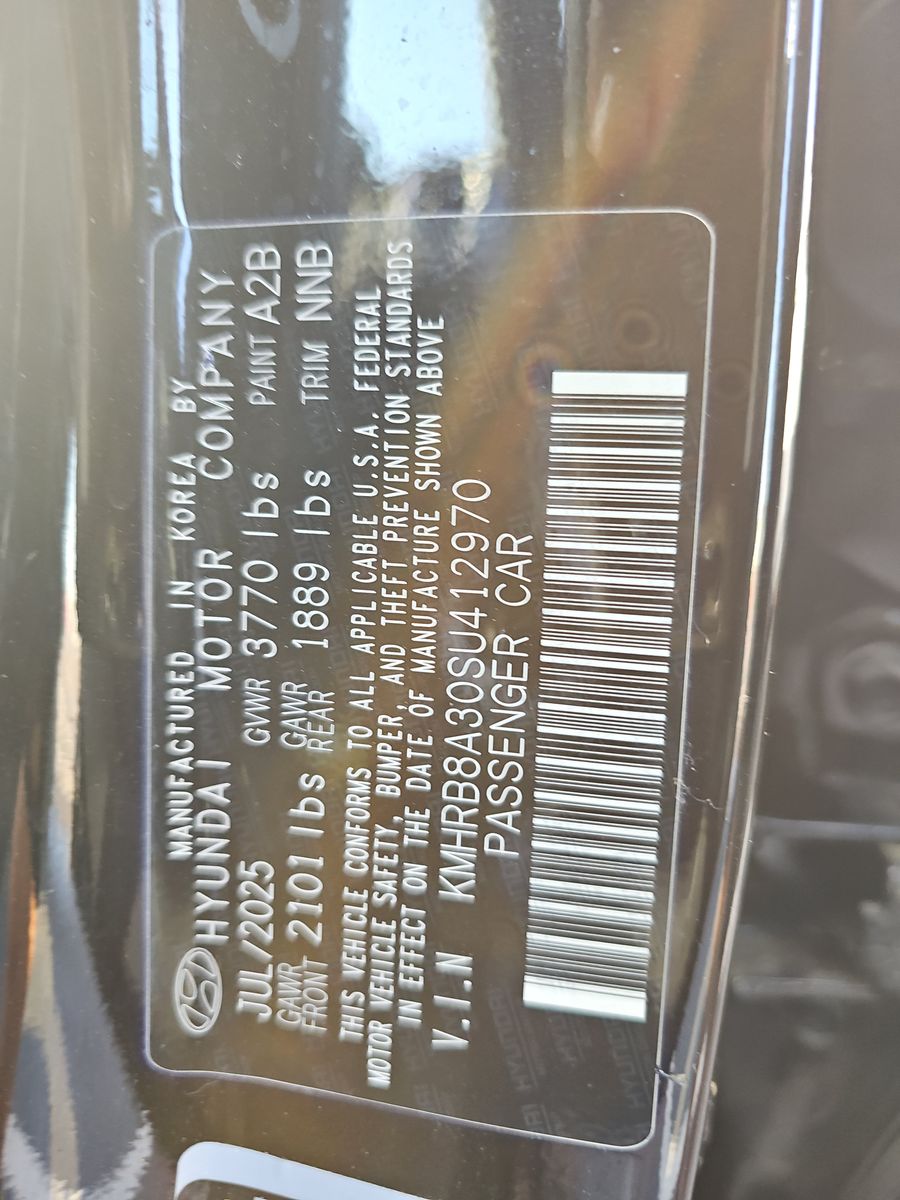 MANUFACTURED IN KOREA BY
HYUNDAI MOTOR COMPANY
JUL/2025 GVWR 3770 lbs PAINT A2B
GAWR FRONT 2101 lbs GAWR REAR 1889 lbs TRIM NNB
THIS VEHICLE CONFORMS TO ALL APPLICABLE U.S.A. FEDERAL
MOTOR VEHICLE SAFETY, BUMPER, AND THEFT PREVENTION STANDARDS
IN EFFECT ON THE DATE OF MANUFACTURE SHOWN ABOVE
V.I.N KMHRB8A30SU412970
PASSENGER CAR